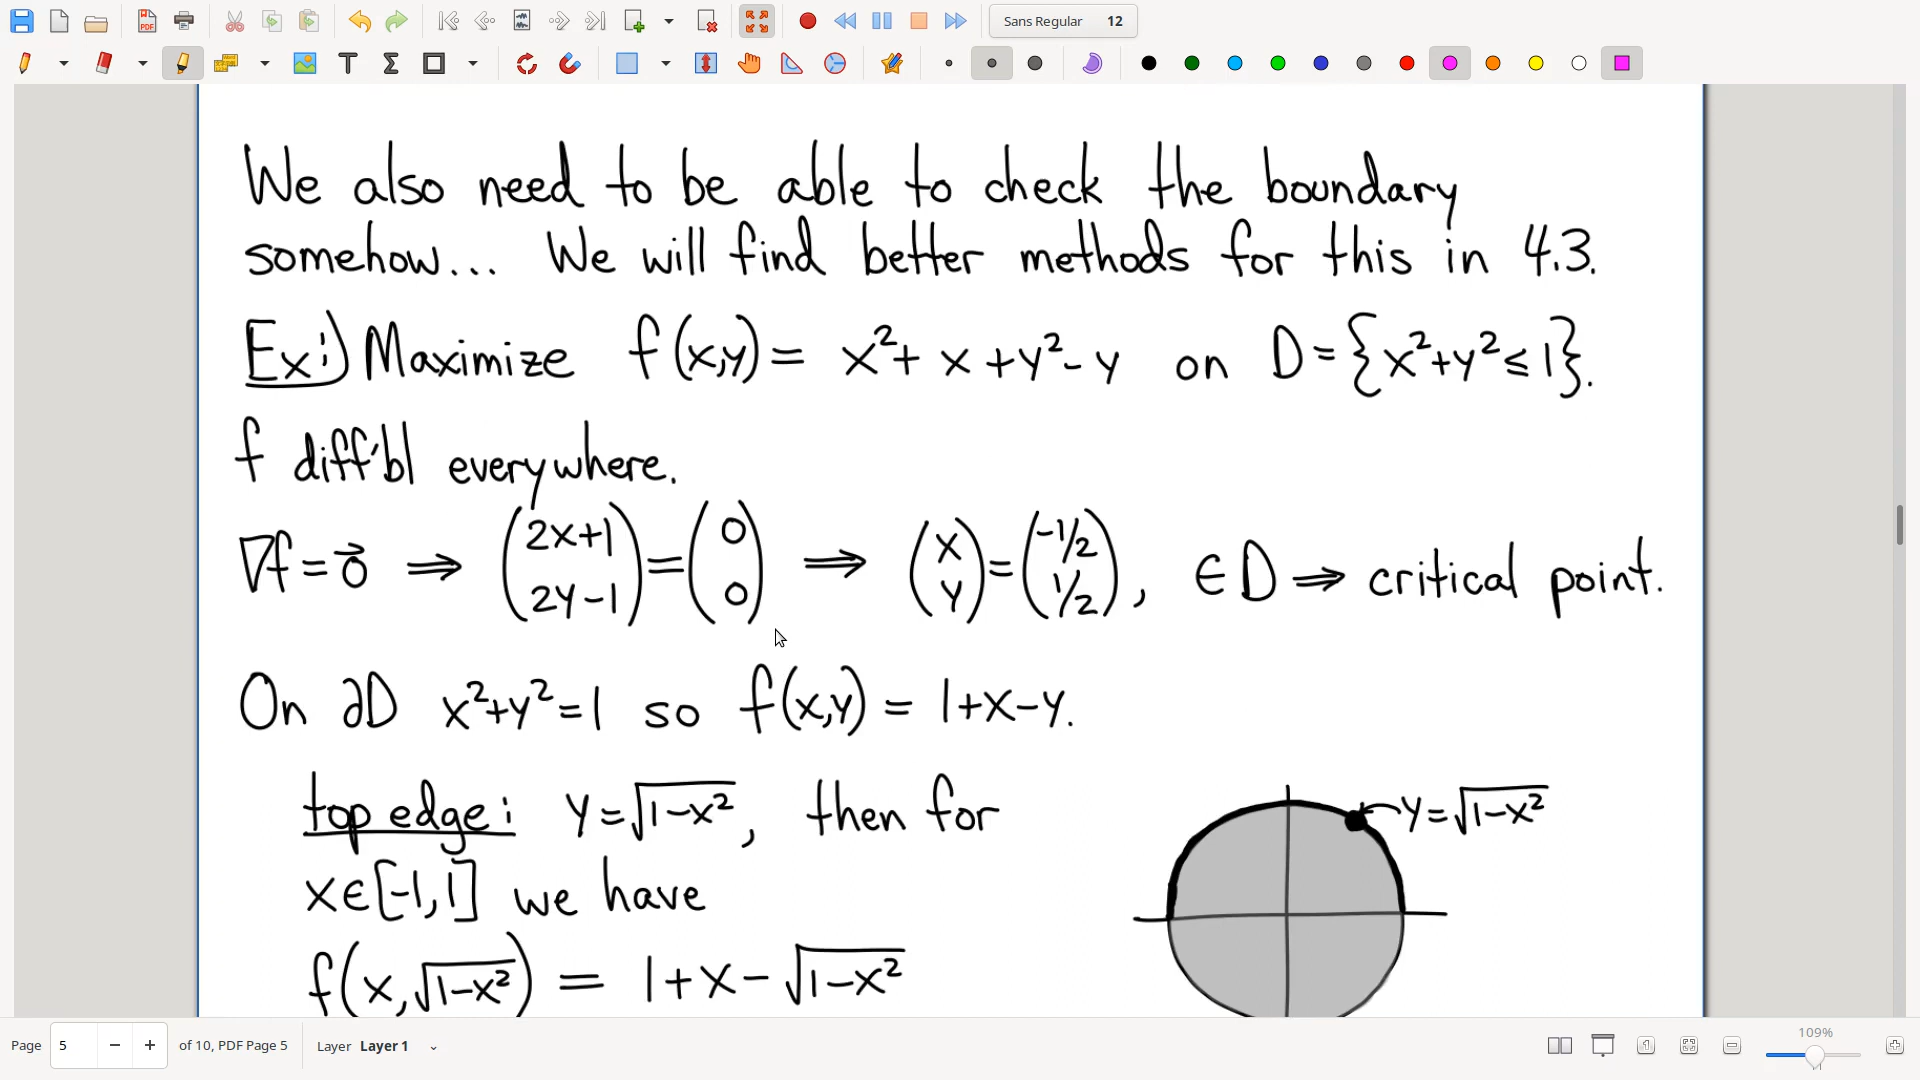 Sans Regular 12
We also need to be able to check the boundary
somehow... We will find better methods for this in 4.3.
Ex:) Maximize f(x,y) = x²+ x +y²- y on D = {x²+y² ≤ 1}.
f diff'bl everywhere.
∇f = 0⃗ ⟹ (2x+1, 2y-1) = (0, 0) ⟹ (x, y) = (-1/2, 1/2), ∈ D ⟹ critical point.
On ∂D x²+y²=1 so f(x,y) = 1+x-y.
top edge: y = √(1-x²), then for
y=√(1-x²)
x∈[-1,1] we have
f(x,√(1-x²)) = 1+x-√(1-x²)
Page 5 of 10, PDF Page 5 Layer Layer 1 109%